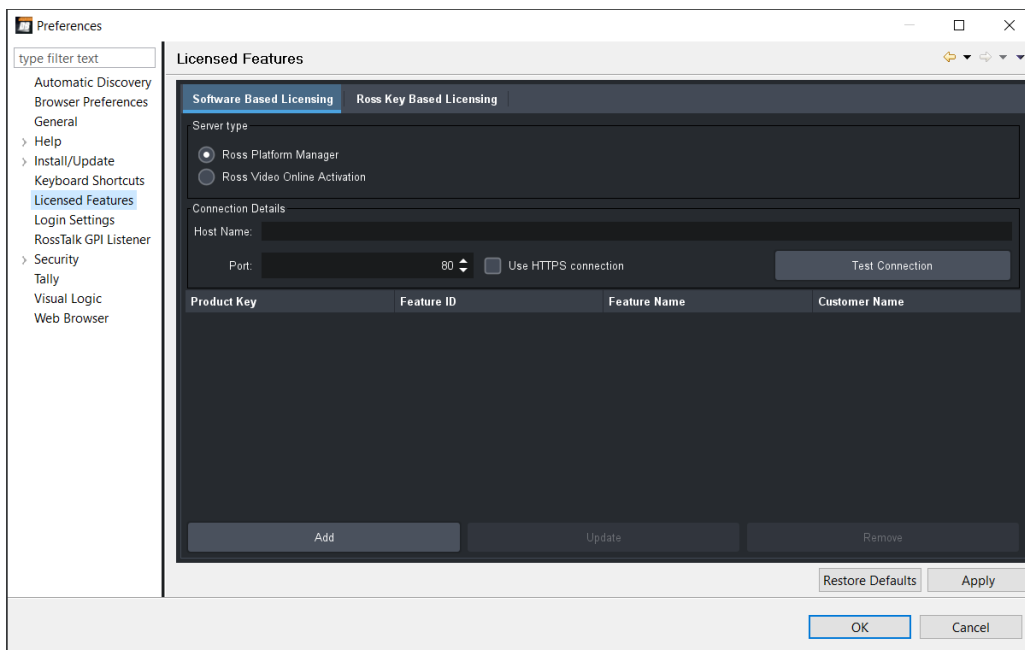 Preferences
type filter text
Automatic Discovery
Browser Preferences
General
Help
Install/Update
Keyboard Shortcuts
Licensed Features
Login Settings
RossTalk GPI Listener
Security
Tally
Visual Logic
Web Browser
Licensed Features
Software Based Licensing Ross Key Based Licensing
Server type
Ross Platform Manager
Ross Video Online Activation
Connection Details
Host Name:
Port: 80 Use HTTPS connection Test Connection
Product Key Feature ID Feature Name Customer Name
Add Update Remove
Restore Defaults Apply
OK Cancel